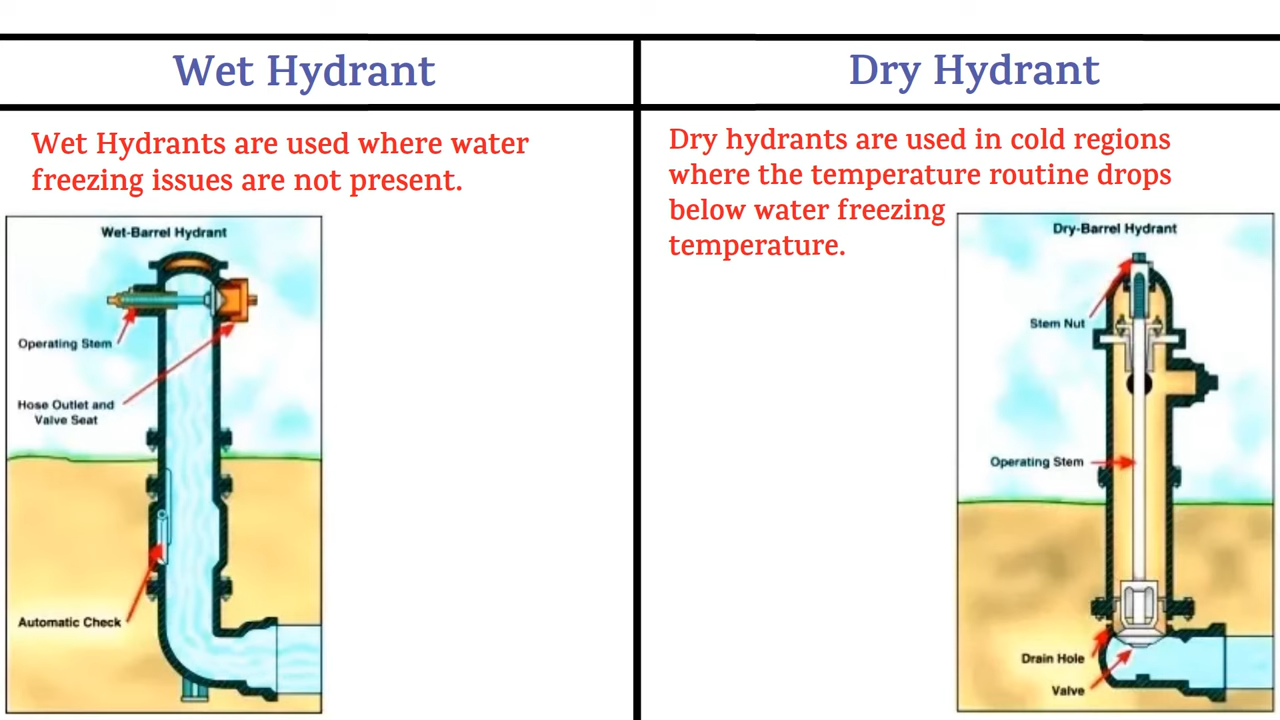 Wet Hydrant
Dry Hydrant
Wet Hydrants are used where water
freezing issues are not present.
Dry hydrants are used in cold regions
where the temperature routine drops
below water freezing
temperature.
Wet-Barrel Hydrant
Operating Stem
Hose Outlet and
Valve Seat
Automatic Check
Dry-Barrel Hydrant
Stem Nut
Operating Stem
Drain Hole
Valve